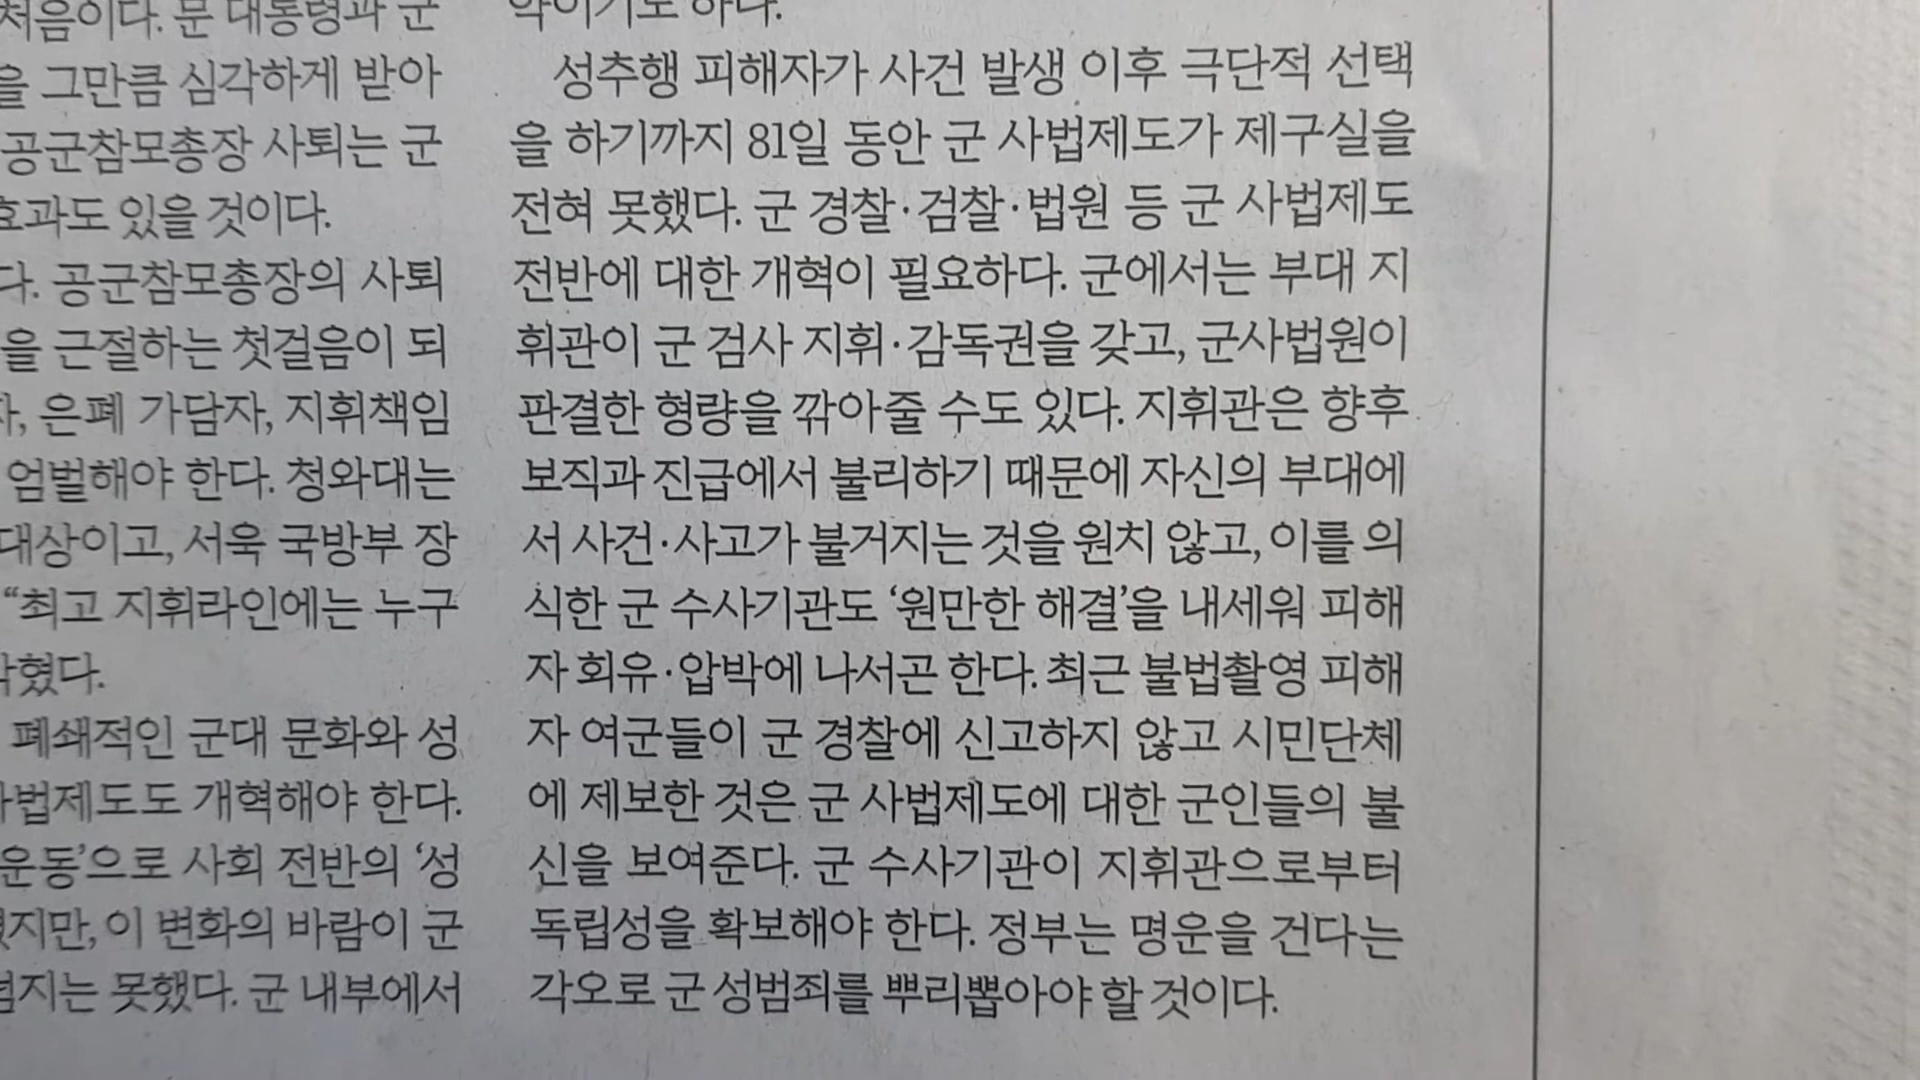 처음이다. 문 대통령과 군
을 그만큼 심각하게 받아
공군참모총장 사퇴는 군
효과도 있을 것이다.
다. 공군참모총장의 사퇴
을 근절하는 첫걸음이 되
은폐 가담자, 지휘책임
엄벌해야 한다. 청와대는
대상이고, 서욱 국방부 장
“최고 지휘라인에는 누구
폐쇄적인 군대 문화와 성
사법제도도 개혁해야 한다.
운동’으로 사회 전반의 ‘성
이 변화의 바람이 군
못했다. 군 내부에서
하다.
성추행 피해자가 사건 발생 이후 극단적 선택
을 하기까지 81일 동안 군 사법제도가 제구실을
전혀 못했다. 군 경찰·검찰·법원 등 군 사법제도
전반에 대한 개혁이 필요하다. 군에서는 부대 지
휘관이 군 검사 지휘·감독권을 갖고, 군사법원이
판결한 형량을 깎아줄 수도 있다. 지휘관은 향후
보직과 진급에서 불리하기 때문에 자신의 부대에
서 사건·사고가 불거지는 것을 원치 않고, 이를 의
식한 군 수사기관도 ‘원만한 해결’을 내세워 피해
자 회유·압박에 나서곤 한다. 최근 불법촬영 피해
자 여군들이 군 경찰에 신고하지 않고 시민단체
에 제보한 것은 군 사법제도에 대한 군인들의 불
신을 보여준다. 군 수사기관이 지휘관으로부터
독립성을 확보해야 한다. 정부는 명운을 건다는
각오로 군 성범죄를 뿌리뽑아야 할 것이다.